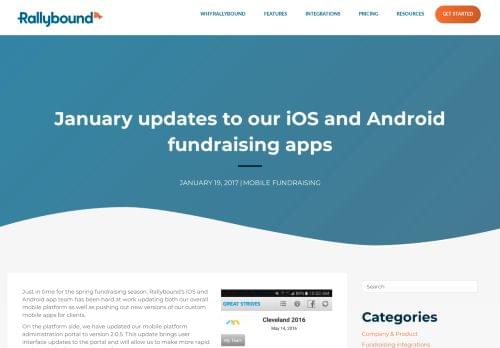 Rallybound
WHY RALLYBOUND
FEATURES
INTEGRATIONS
PRICING
RESOURCES
GET STARTED
January updates to our iOS and Android
fundraising apps
JANUARY 19, 2017 | MOBILE FUNDRAISING
Just in time for the spring fundraising season, Rallybound's iOS and
Android app team has been hard at work updating both our overall
mobile platform as well as pushing out new versions of our custom
mobile apps for clients.
On the platform side, we have updated our mobile platform
administration portal to version 2.0.5. This update brings user
interface updates to the portal and will allow us to make more rapid
10:50 AM
GREAT STRIDES
Cleveland 2016
May 14, 2016
My Team
Search
Categories
Company & Product
Fundraising integrations